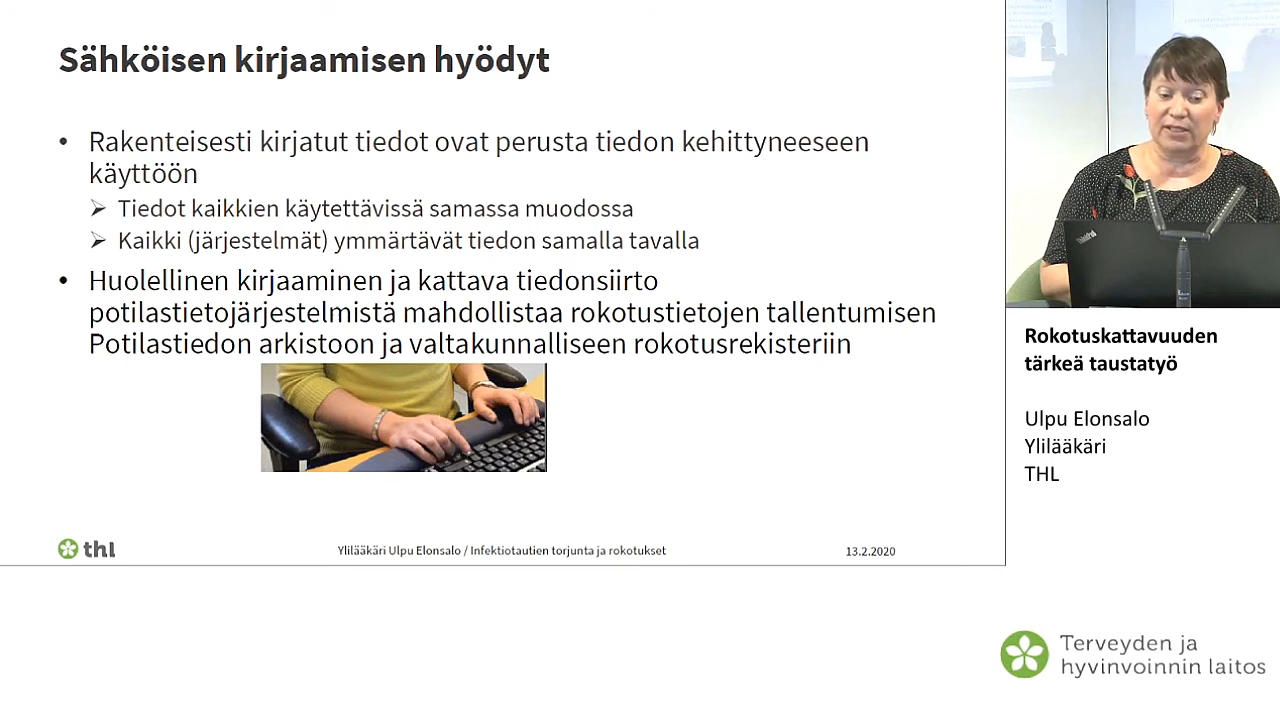 Sähköisen kirjaamisen hyödyt
• Rakenteisesti kirjatut tiedot ovat perusta tiedon kehittyneeseen
käyttöön
➢ Tiedot kaikkien käytettävissä samassa muodossa
➢ Kaikki (järjestelmät) ymmärtävät tiedon samalla tavalla
• Huolellinen kirjaaminen ja kattava tiedonsiirto
potilastietojärjestelmistä mahdollistaa rokotustietojen tallentumisen
Potilastiedon arkistoon ja valtakunnalliseen rokotusrekisteriin
thl
Ylilääkäri Ulpu Elonsalo / Infektiotautien torjunta ja rokotukset
13.2.2020
ThinkPad
Rokotuskattavuuden
tärkeä taustatyö
Ulpu Elonsalo
Ylilääkäri
THL
Terveyden ja
hyvinvoinnin laitos